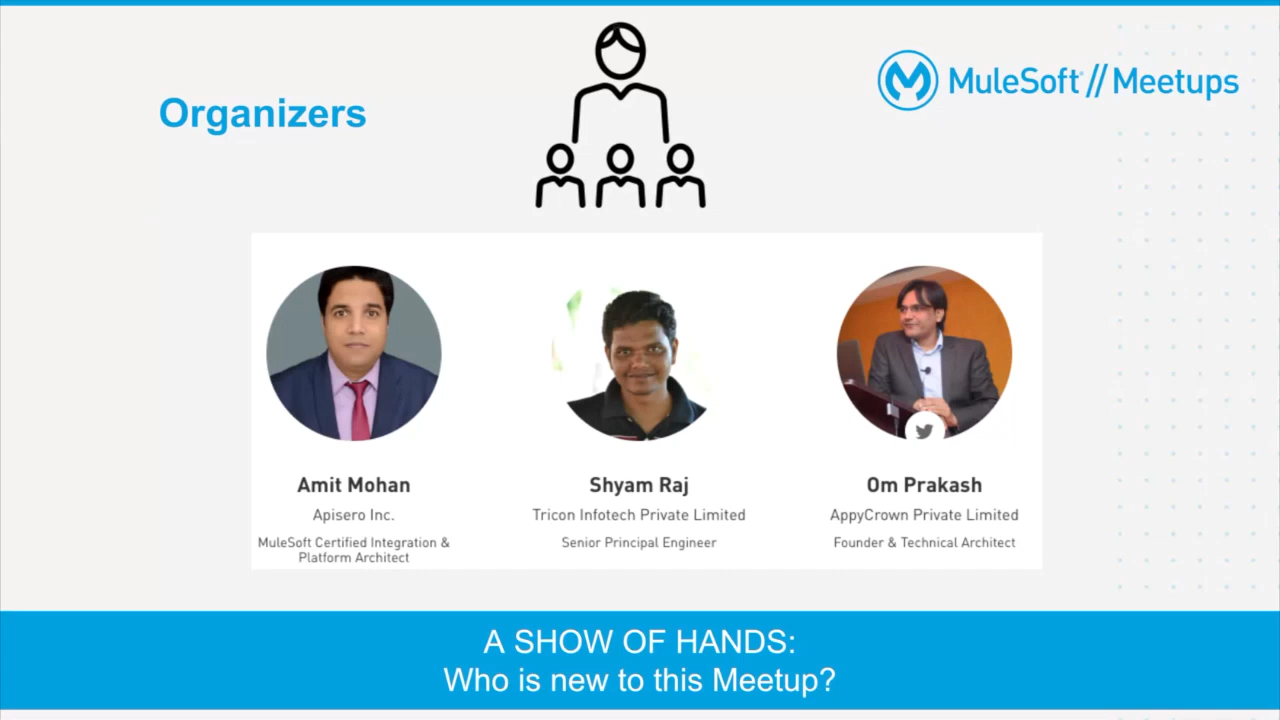 Organizers
MuleSoft // Meetups
Amit Mohan
Apisero Inc.
MuleSoft Certified Integration &
Platform Architect
Shyam Raj
Tricon Infotech Private Limited
Senior Principal Engineer
Om Prakash
AppyCrown Private Limited
Founder & Technical Architect
A SHOW OF HANDS:
Who is new to this Meetup?